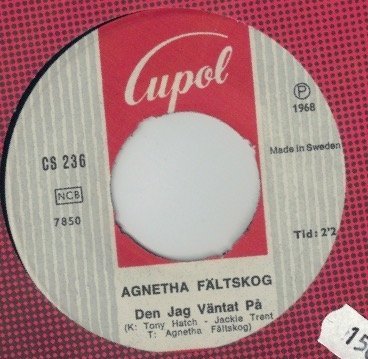 Cupol
℗
1968
CS 236
Made in Sweden
NCB
7850
Tid: 2'2
AGNETHA FÄLTSKOG
Den Jag Väntat På
(K: Tony Hatch - Jackie Trent
T: Agnetha Fältskog)
15